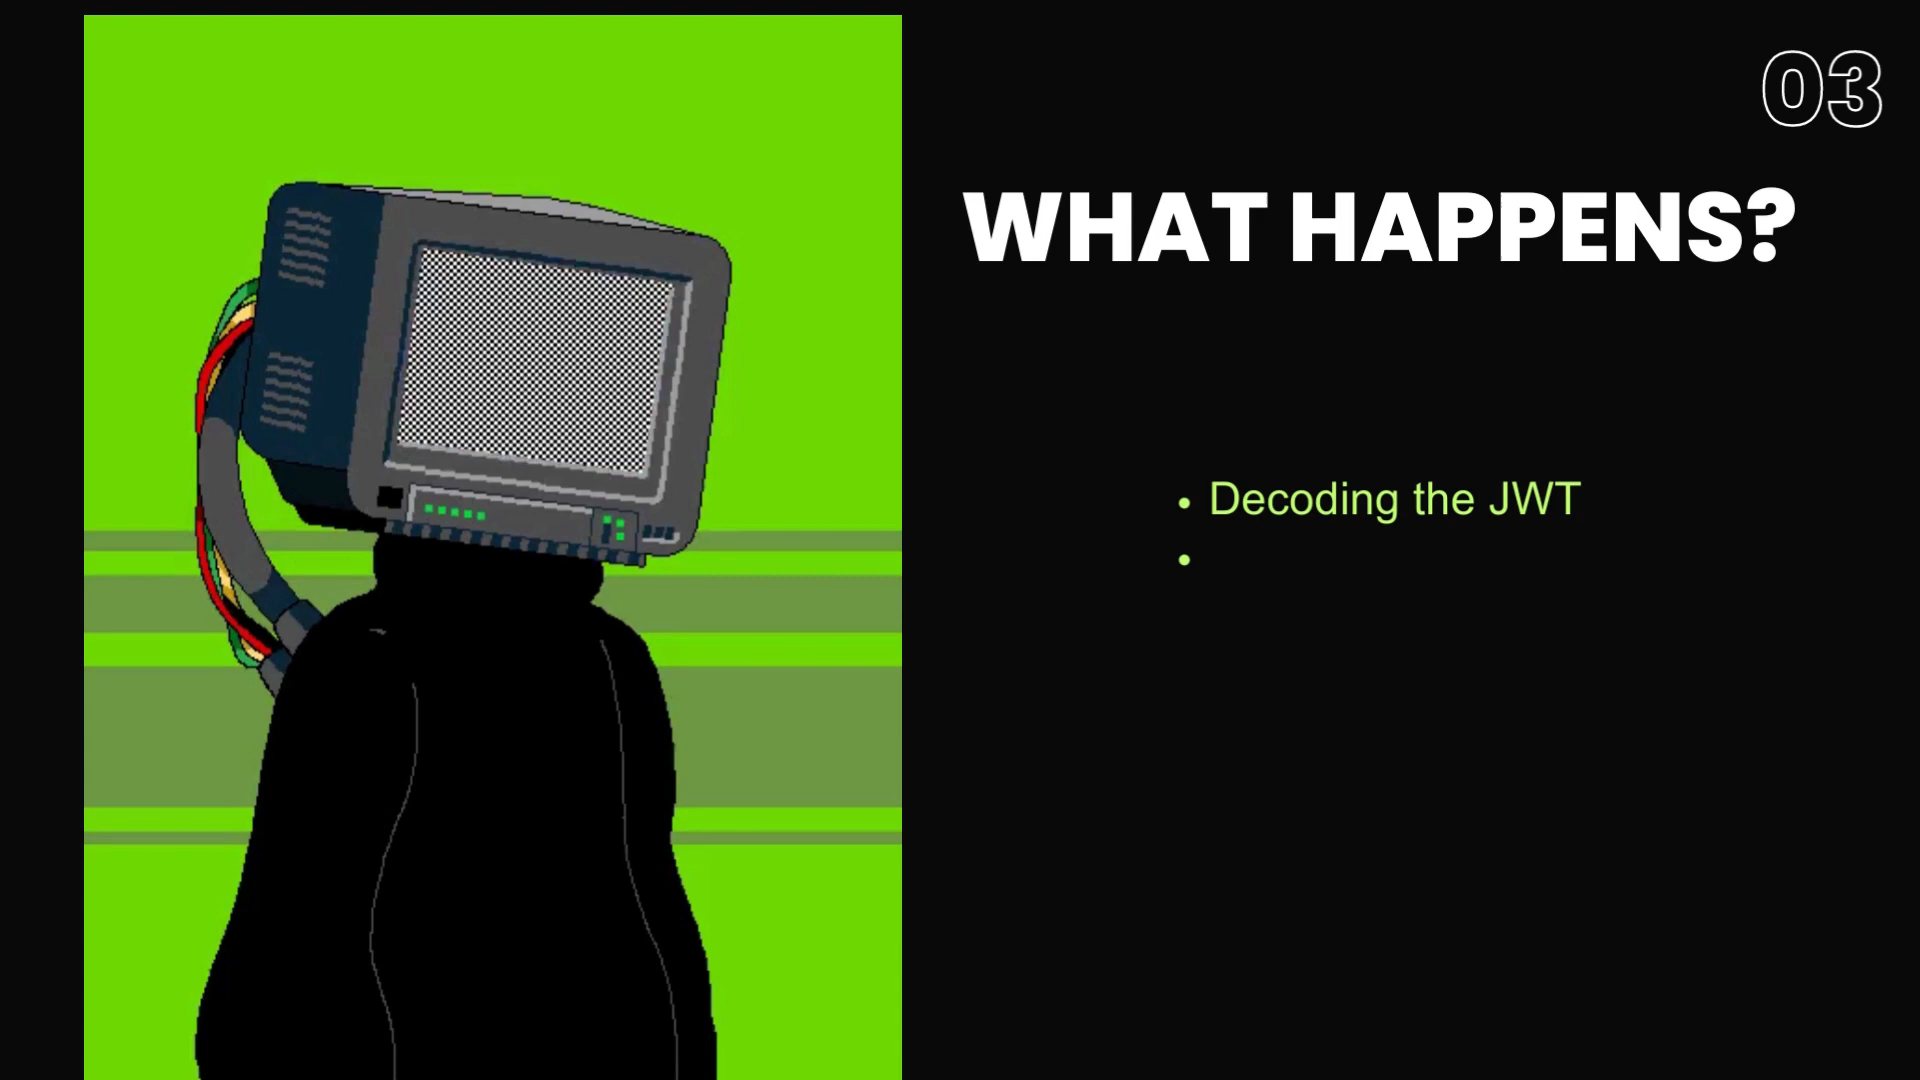 03
WHAT HAPPENS?
• Decoding the JWT
•